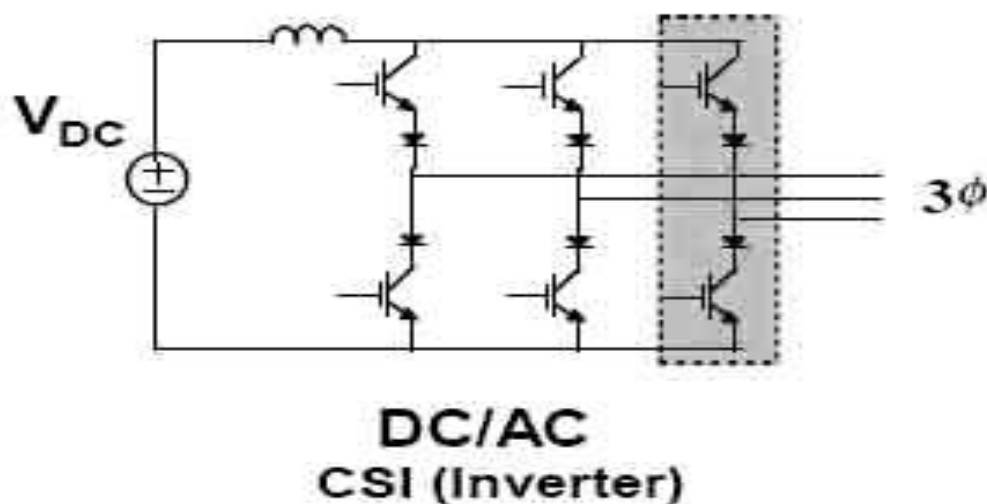 V_DC
3ϕ
DC/AC
CSI (Inverter)